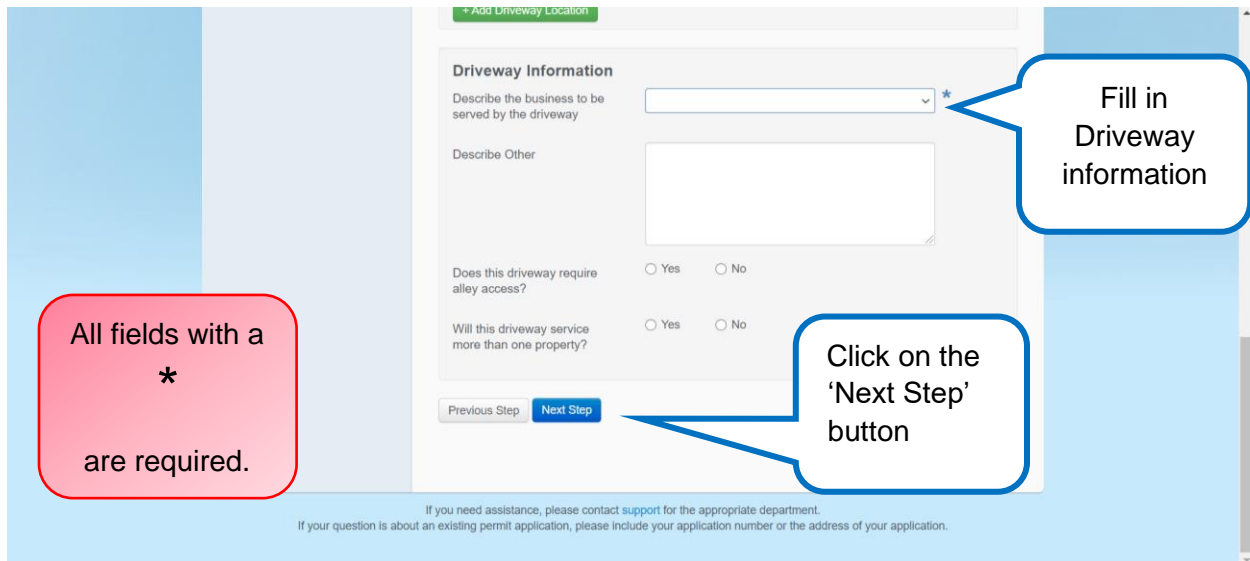 + Add Driveway Location
Driveway Information
Describe the business to be
served by the driveway
*
Describe Other
Does this driveway require
alley access?
Yes No
Will this driveway service
more than one property?
Yes No
Previous Step Next Step
Fill in
Driveway
information
All fields with a
*
are required.
Click on the
‘Next Step’
button
If you need assistance, please contact support for the appropriate department.
If your question is about an existing permit application, please include your application number or the address of your application.